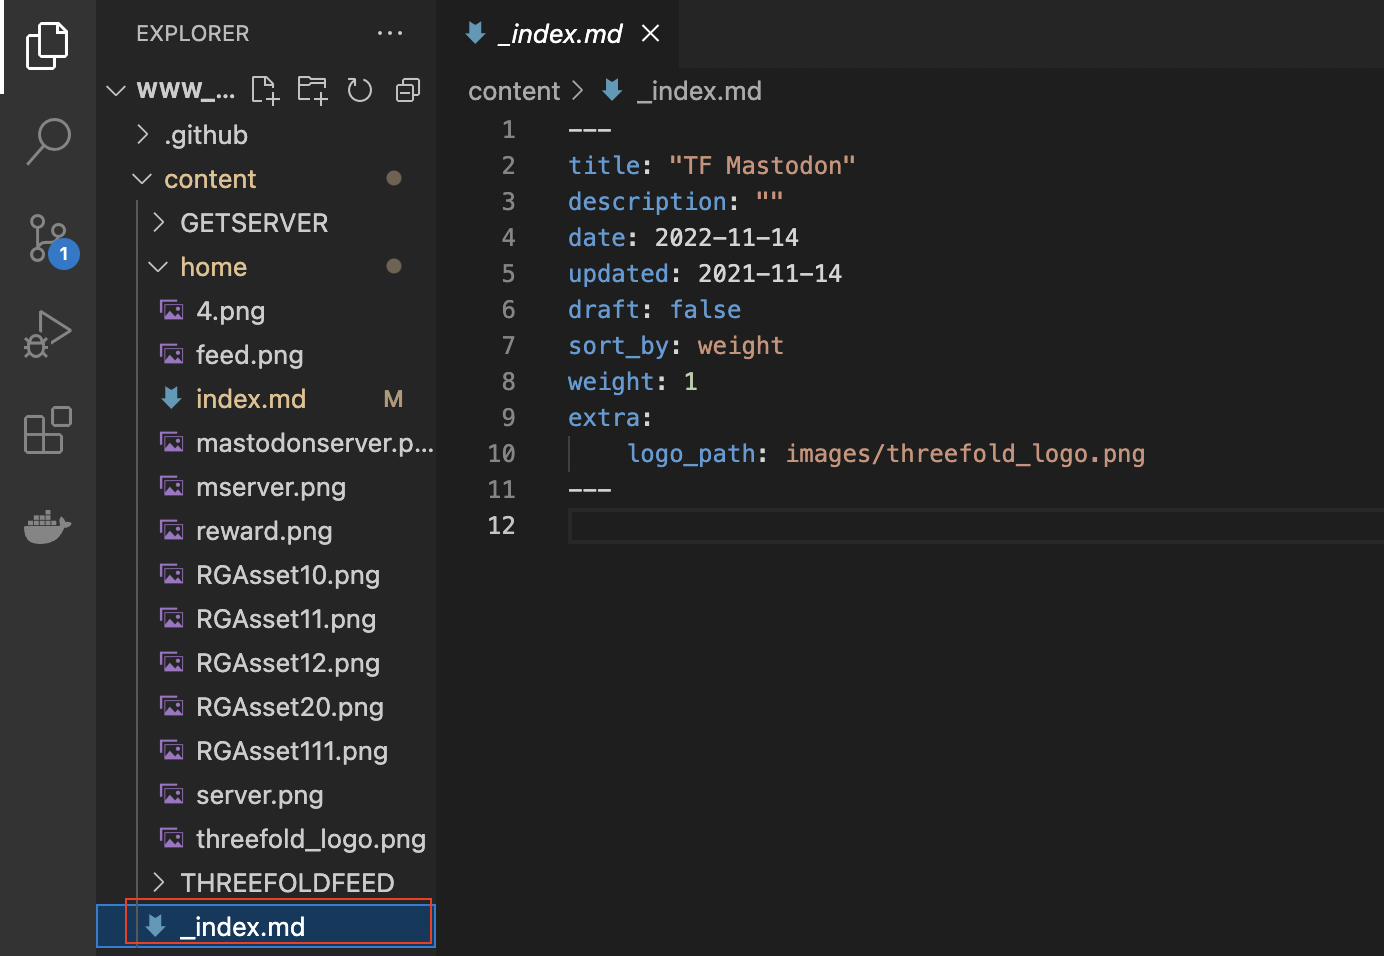 EXPLORER
WWW_...
.github
content
GETSERVER
home
4.png
feed.png
index.md M
mastodonserver.p...
mserver.png
reward.png
RGAsset10.png
RGAsset11.png
RGAsset12.png
RGAsset20.png
RGAsset111.png
server.png
threefold_logo.png
THREEFOLDFEED
_index.md
1
_index.md
content > _index.md
1 ---
2 title: "TF Mastodon"
3 description: ""
4 date: 2022-11-14
5 updated: 2021-11-14
6 draft: false
7 sort_by: weight
8 weight: 1
9 extra:
10 logo_path: images/threefold_logo.png
11 ---
12